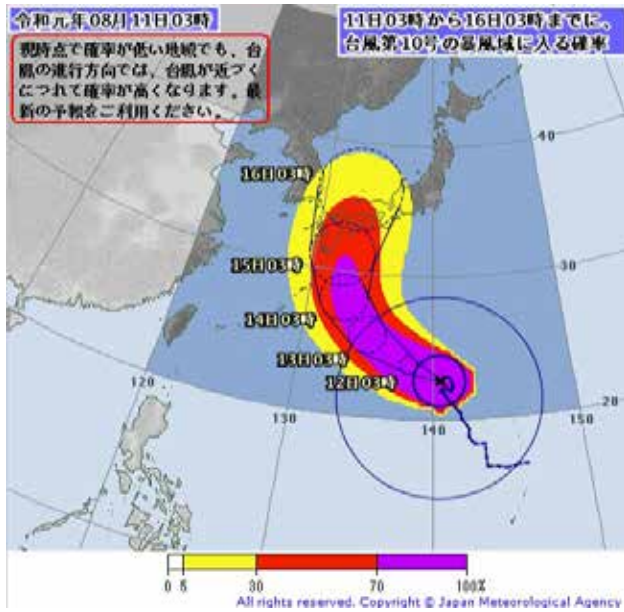 令和元年08月11日03時
11日03時から16日03時までに、
台風第10号の暴風域に入る確率
現時点で確率が低い地域でも、台
風の進行方向では、台風が近づく
につれて確率が高くなります。最
新の予報をご利用ください。
40
16日03時
15日03時
30
14日03時
13日03時
12日03時
120
130
140
150
20
0 5 30 70 100%
All rights reserved. Copyright © Japan Meteorological Agency